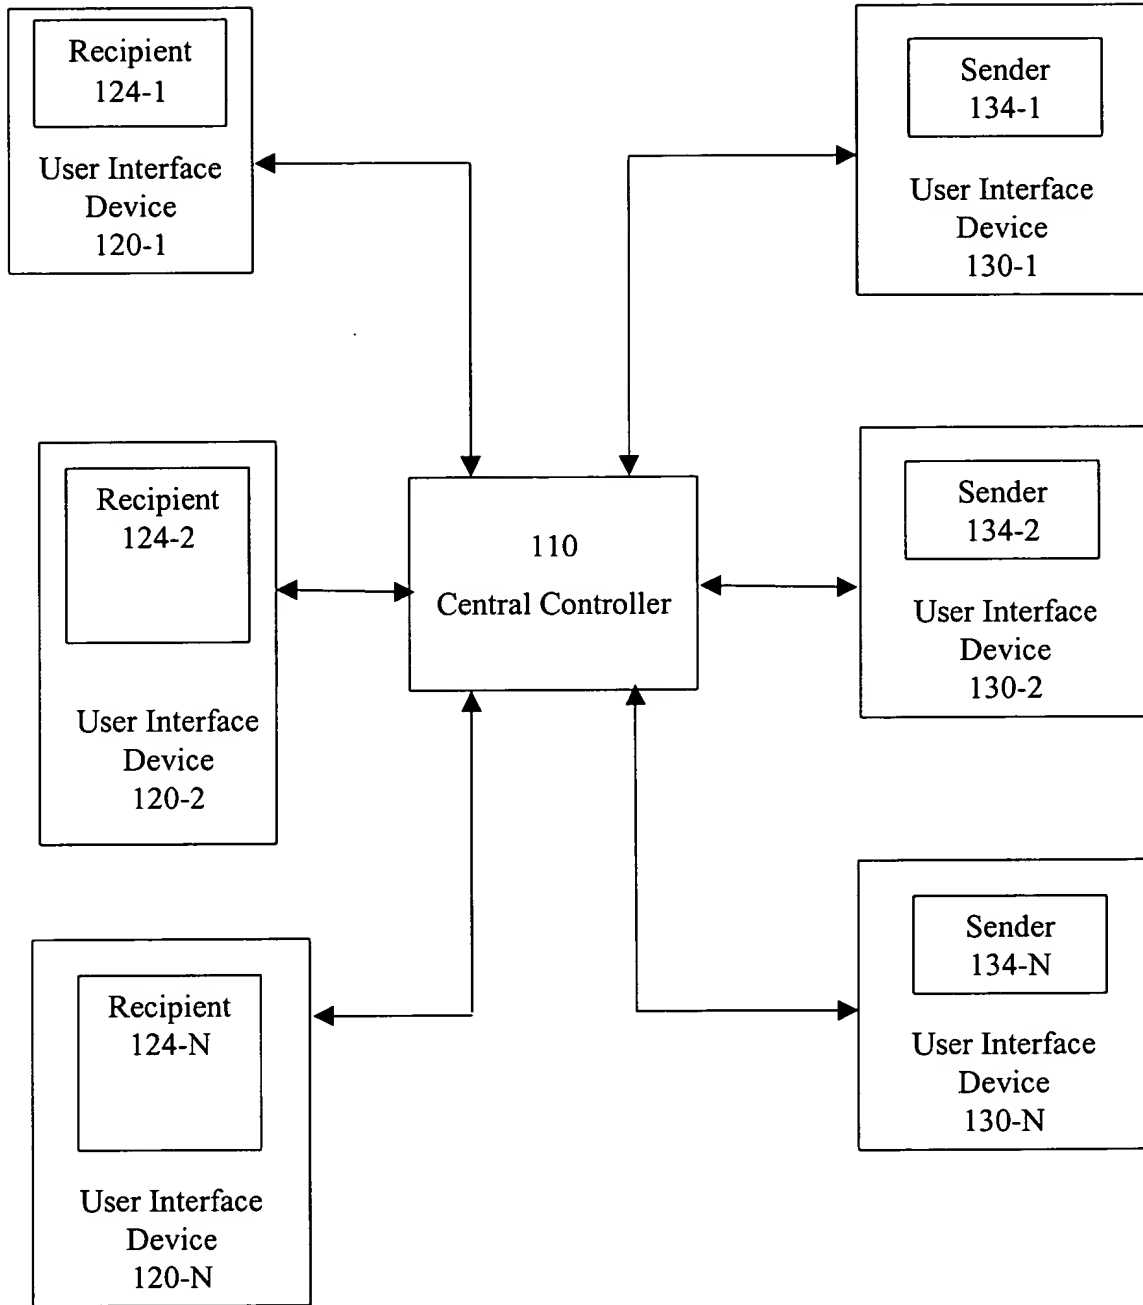 Recipient
124-1
User Interface
Device
120-1
Sender
134-1
User Interface
Device
130-1
Recipient
124-2
User Interface
Device
120-2
110
Central Controller
Sender
134-2
User Interface
Device
130-2
Recipient
124-N
User Interface
Device
120-N
Sender
134-N
User Interface
Device
130-N